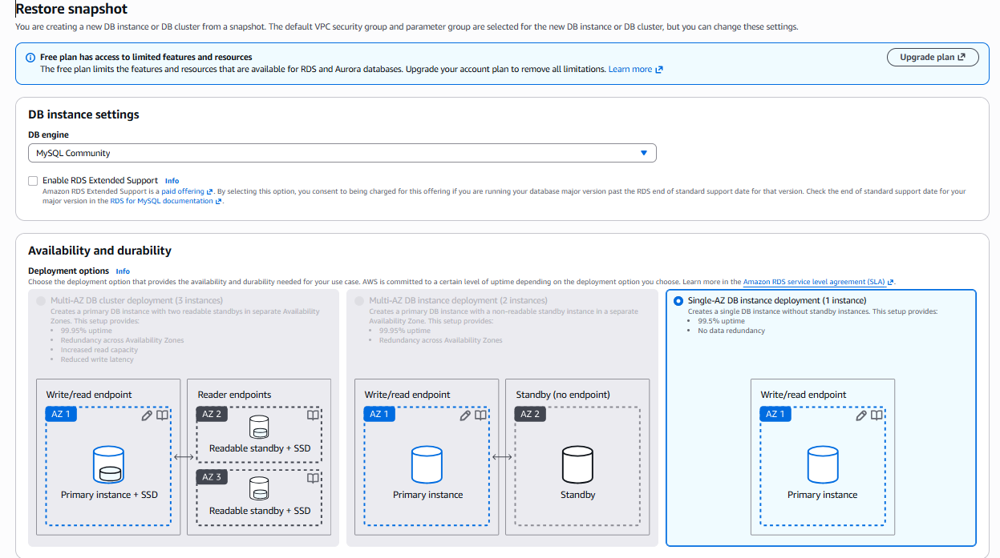 Restore snapshot
You are creating a new DB instance or DB cluster from a snapshot. The default VPC security group and parameter group are selected for the new DB instance or DB cluster, but you can change these settings.
Free plan has access to limited features and resources
The free plan limits the features and resources that are available for RDS and Aurora databases. Upgrade your account plan to remove all limitations. Learn more
Upgrade plan
DB instance settings
DB engine
MySQL Community
Enable RDS Extended Support Info
Amazon RDS Extended Support is a paid offering. By selecting this option, you consent to being charged for this offering if you are running your database major version past the RDS end of standard support date for that version. Check the end of standard support date for your
major version in the RDS for MySQL documentation.
Availability and durability
Deployment options Info
Choose the deployment option that provides the availability and durability needed for your use case. AWS is committed to a certain level of uptime depending on the deployment option you choose. Learn more in the Amazon RDS service level agreement (SLA).
Multi-AZ DB cluster deployment (3 instances)
Creates a primary DB instance with two readable standbys in separate Availability
Zones. This setup provides:
• 99.95% uptime
• Redundancy across Availability Zones
• Increased read capacity
• Reduced write latency
Write/read endpoint
AZ 1
Primary instance + SSD
Reader endpoints
AZ 2
Readable standby + SSD
AZ 3
Readable standby + SSD
Multi-AZ DB instance deployment (2 instances)
Creates a primary DB instance with a non-readable standby instance in a separate
Availability Zone. This setup provides:
• 99.95% uptime
• Redundancy across Availability Zones
Write/read endpoint
AZ 1
Primary instance
Standby (no endpoint)
AZ 2
Standby
Single-AZ DB instance deployment (1 instance)
Creates a single DB instance without standby instances. This setup provides:
• 99.5% uptime
• No data redundancy
Write/read endpoint
AZ 1
Primary instance